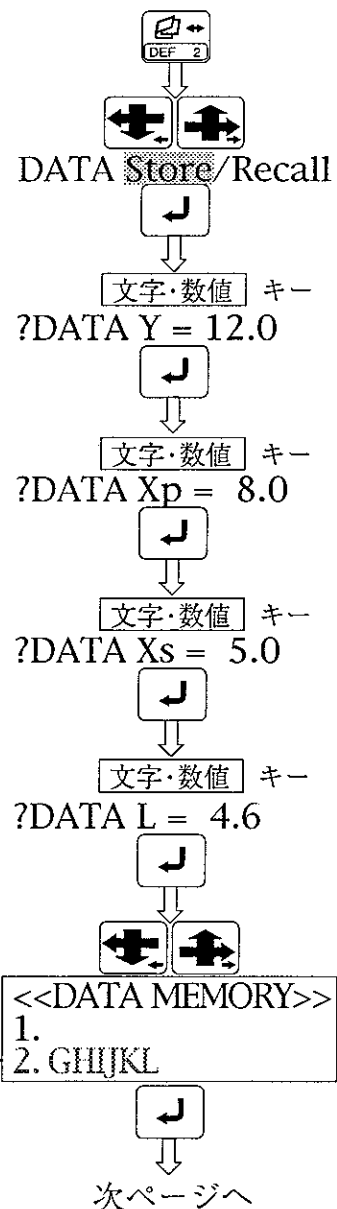 DEF 2
DATA Store/Recall
文字・数値 キー
?DATA Y = 12.0
文字・数値 キー
?DATA Xp = 8.0
文字・数値 キー
?DATA Xs = 5.0
文字・数値 キー
?DATA L = 4.6
<<DATA MEMORY>>
1.
2. GHIJKL
次ページへ